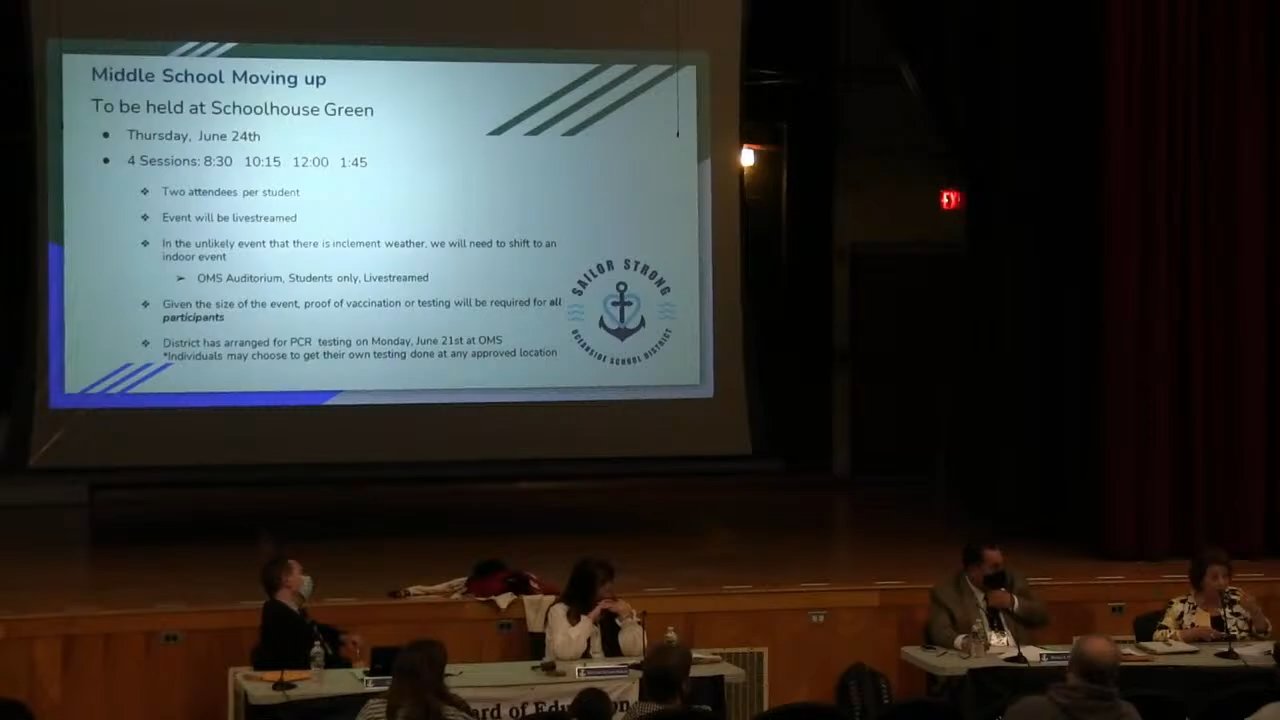 Middle School Moving up
To be held at Schoolhouse Green
Thursday, June 24th
4 Sessions: 8:30 10:15 12:00 1:45
Two attendees per student
Event will be livestreamed
In the unlikely event that there is inclement weather, we will need to shift to an
indoor event
OMS Auditorium, Students only, Livestreamed
Given the size of the event, proof of vaccination or testing will be required for all
participants
District has arranged for PCR testing on Monday, June 21st at OMS
*Individuals may choose to get their own testing done at any approved location
SAILOR STRONG
OCEANSIDE SCHOOL DISTRICT
EX
ard of Educ